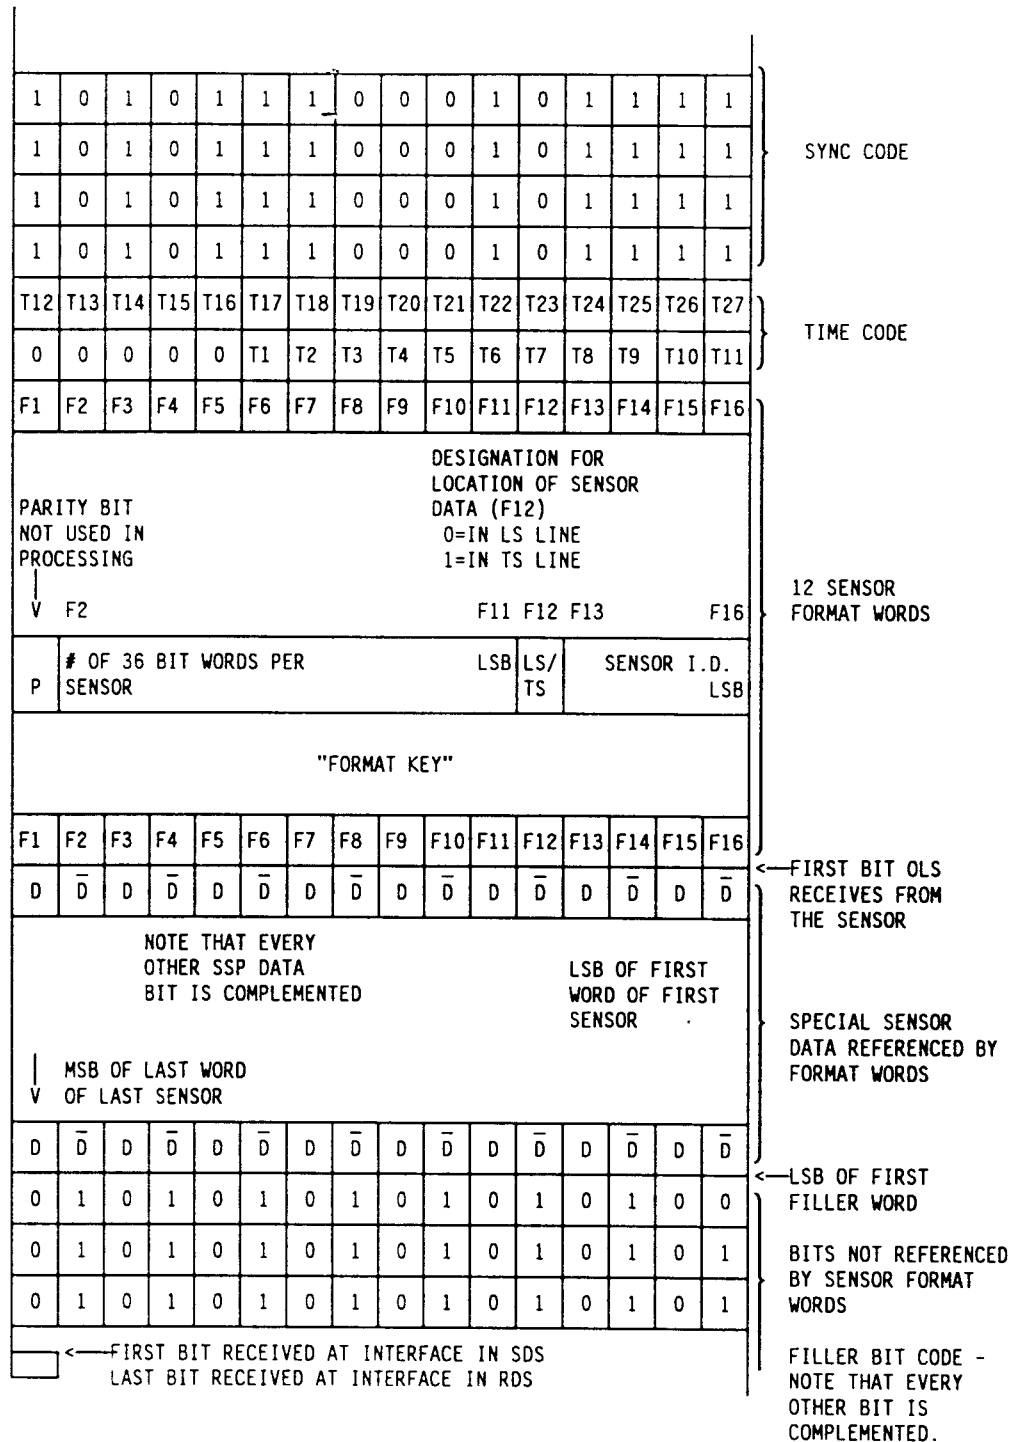 1 0 1 0 1 1 1 0 0 0 1 0 1 1 1 1
1 0 1 0 1 1 1 0 0 0 1 0 1 1 1 1
SYNC CODE
1 0 1 0 1 1 1 0 0 0 1 0 1 1 1 1
1 0 1 0 1 1 1 0 0 0 1 0 1 1 1 1
T12 T13 T14 T15 T16 T17 T18 T19 T20 T21 T22 T23 T24 T25 T26 T27
TIME CODE
0 0 0 0 0 T1 T2 T3 T4 T5 T6 T7 T8 T9 T10 T11
F1 F2 F3 F4 F5 F6 F7 F8 F9 F10 F11 F12 F13 F14 F15 F16
DESIGNATION FOR
LOCATION OF SENSOR
DATA (F12)
0=IN LS LINE
1=IN TS LINE
PARITY BIT
NOT USED IN
PROCESSING
V F2 F11 F12 F13 F16
12 SENSOR
FORMAT WORDS
P
# OF 36 BIT WORDS PER
SENSOR
LSB
LS/
TS
SENSOR I.D.
LSB
"FORMAT KEY"
F1 F2 F3 F4 F5 F6 F7 F8 F9 F10 F11 F12 F13 F14 F15 F16
<—FIRST BIT OLS
RECEIVES FROM
THE SENSOR
D D̅ D D̅ D D̅ D D̅ D D̅ D D̅ D D̅ D D̅
NOTE THAT EVERY
OTHER SSP DATA
BIT IS COMPLEMENTED
LSB OF FIRST
WORD OF FIRST
SENSOR
SPECIAL SENSOR
DATA REFERENCED BY
FORMAT WORDS
V
MSB OF LAST WORD
OF LAST SENSOR
D D̅ D D̅ D D̅ D D̅ D D̅ D D̅ D D̅ D D̅
<—LSB OF FIRST
FILLER WORD
0 1 0 1 0 1 0 1 0 1 0 1 0 1 0 0
0 1 0 1 0 1 0 1 0 1 0 1 0 1 0 1
BITS NOT REFERENCED
BY SENSOR FORMAT
WORDS
0 1 0 1 0 1 0 1 0 1 0 1 0 1 0 1
<—FIRST BIT RECEIVED AT INTERFACE IN SDS
LAST BIT RECEIVED AT INTERFACE IN RDS
FILLER BIT CODE -
NOTE THAT EVERY
OTHER BIT IS
COMPLEMENTED.